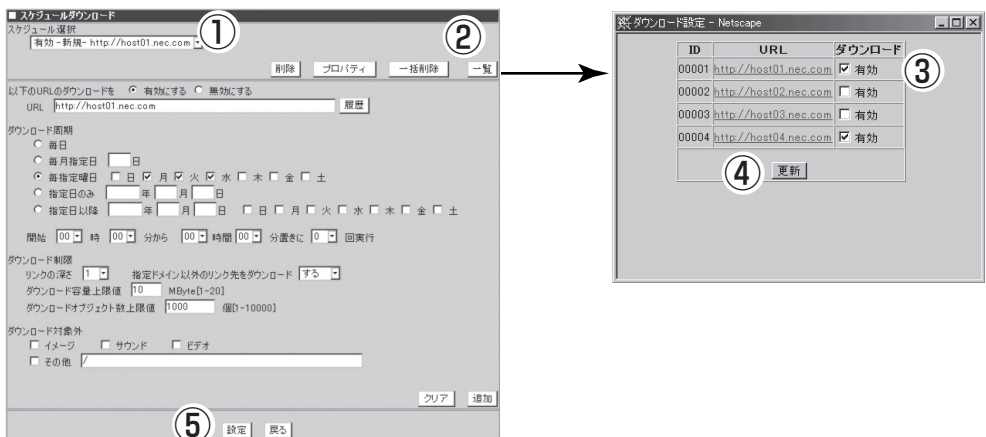 ■ スケジュールダウンロード
スケジュール選択
有効 -新規- http://host01.nec.com
①
②
削除 プロパティ 一括削除 一覧
以下のURLのダウンロードを 有効にする 無効にする
URL http://host01.nec.com 履歴
ダウンロード周期
毎日
毎月指定日 日
毎指定曜日 日 月 火 水 木 金 土
指定日のみ 年 月 日
指定日以降 年 月 日 日 月 火 水 木 金 土
開始 00 時 00 分から 00 時間 00 分置きに 0 回実行
ダウンロード制限
リンクの深さ 1 指定ドメイン以外のリンク先をダウンロード する
ダウンロード容量上限値 10 MByte[1-20]
ダウンロードオブジェクト数上限値 1000 個[1-10000]
ダウンロード対象外
イメージ サウンド ビデオ
その他 /
クリア 追加
⑤
設定 戻る
ダウンロード設定 - Netscape
ID URL ダウンロード
00001 http://host01.nec.com 有効
③
00002 http://host02.nec.com 有効
00003 http://host03.nec.com 有効
00004 http://host04.nec.com 有効
④ 更新